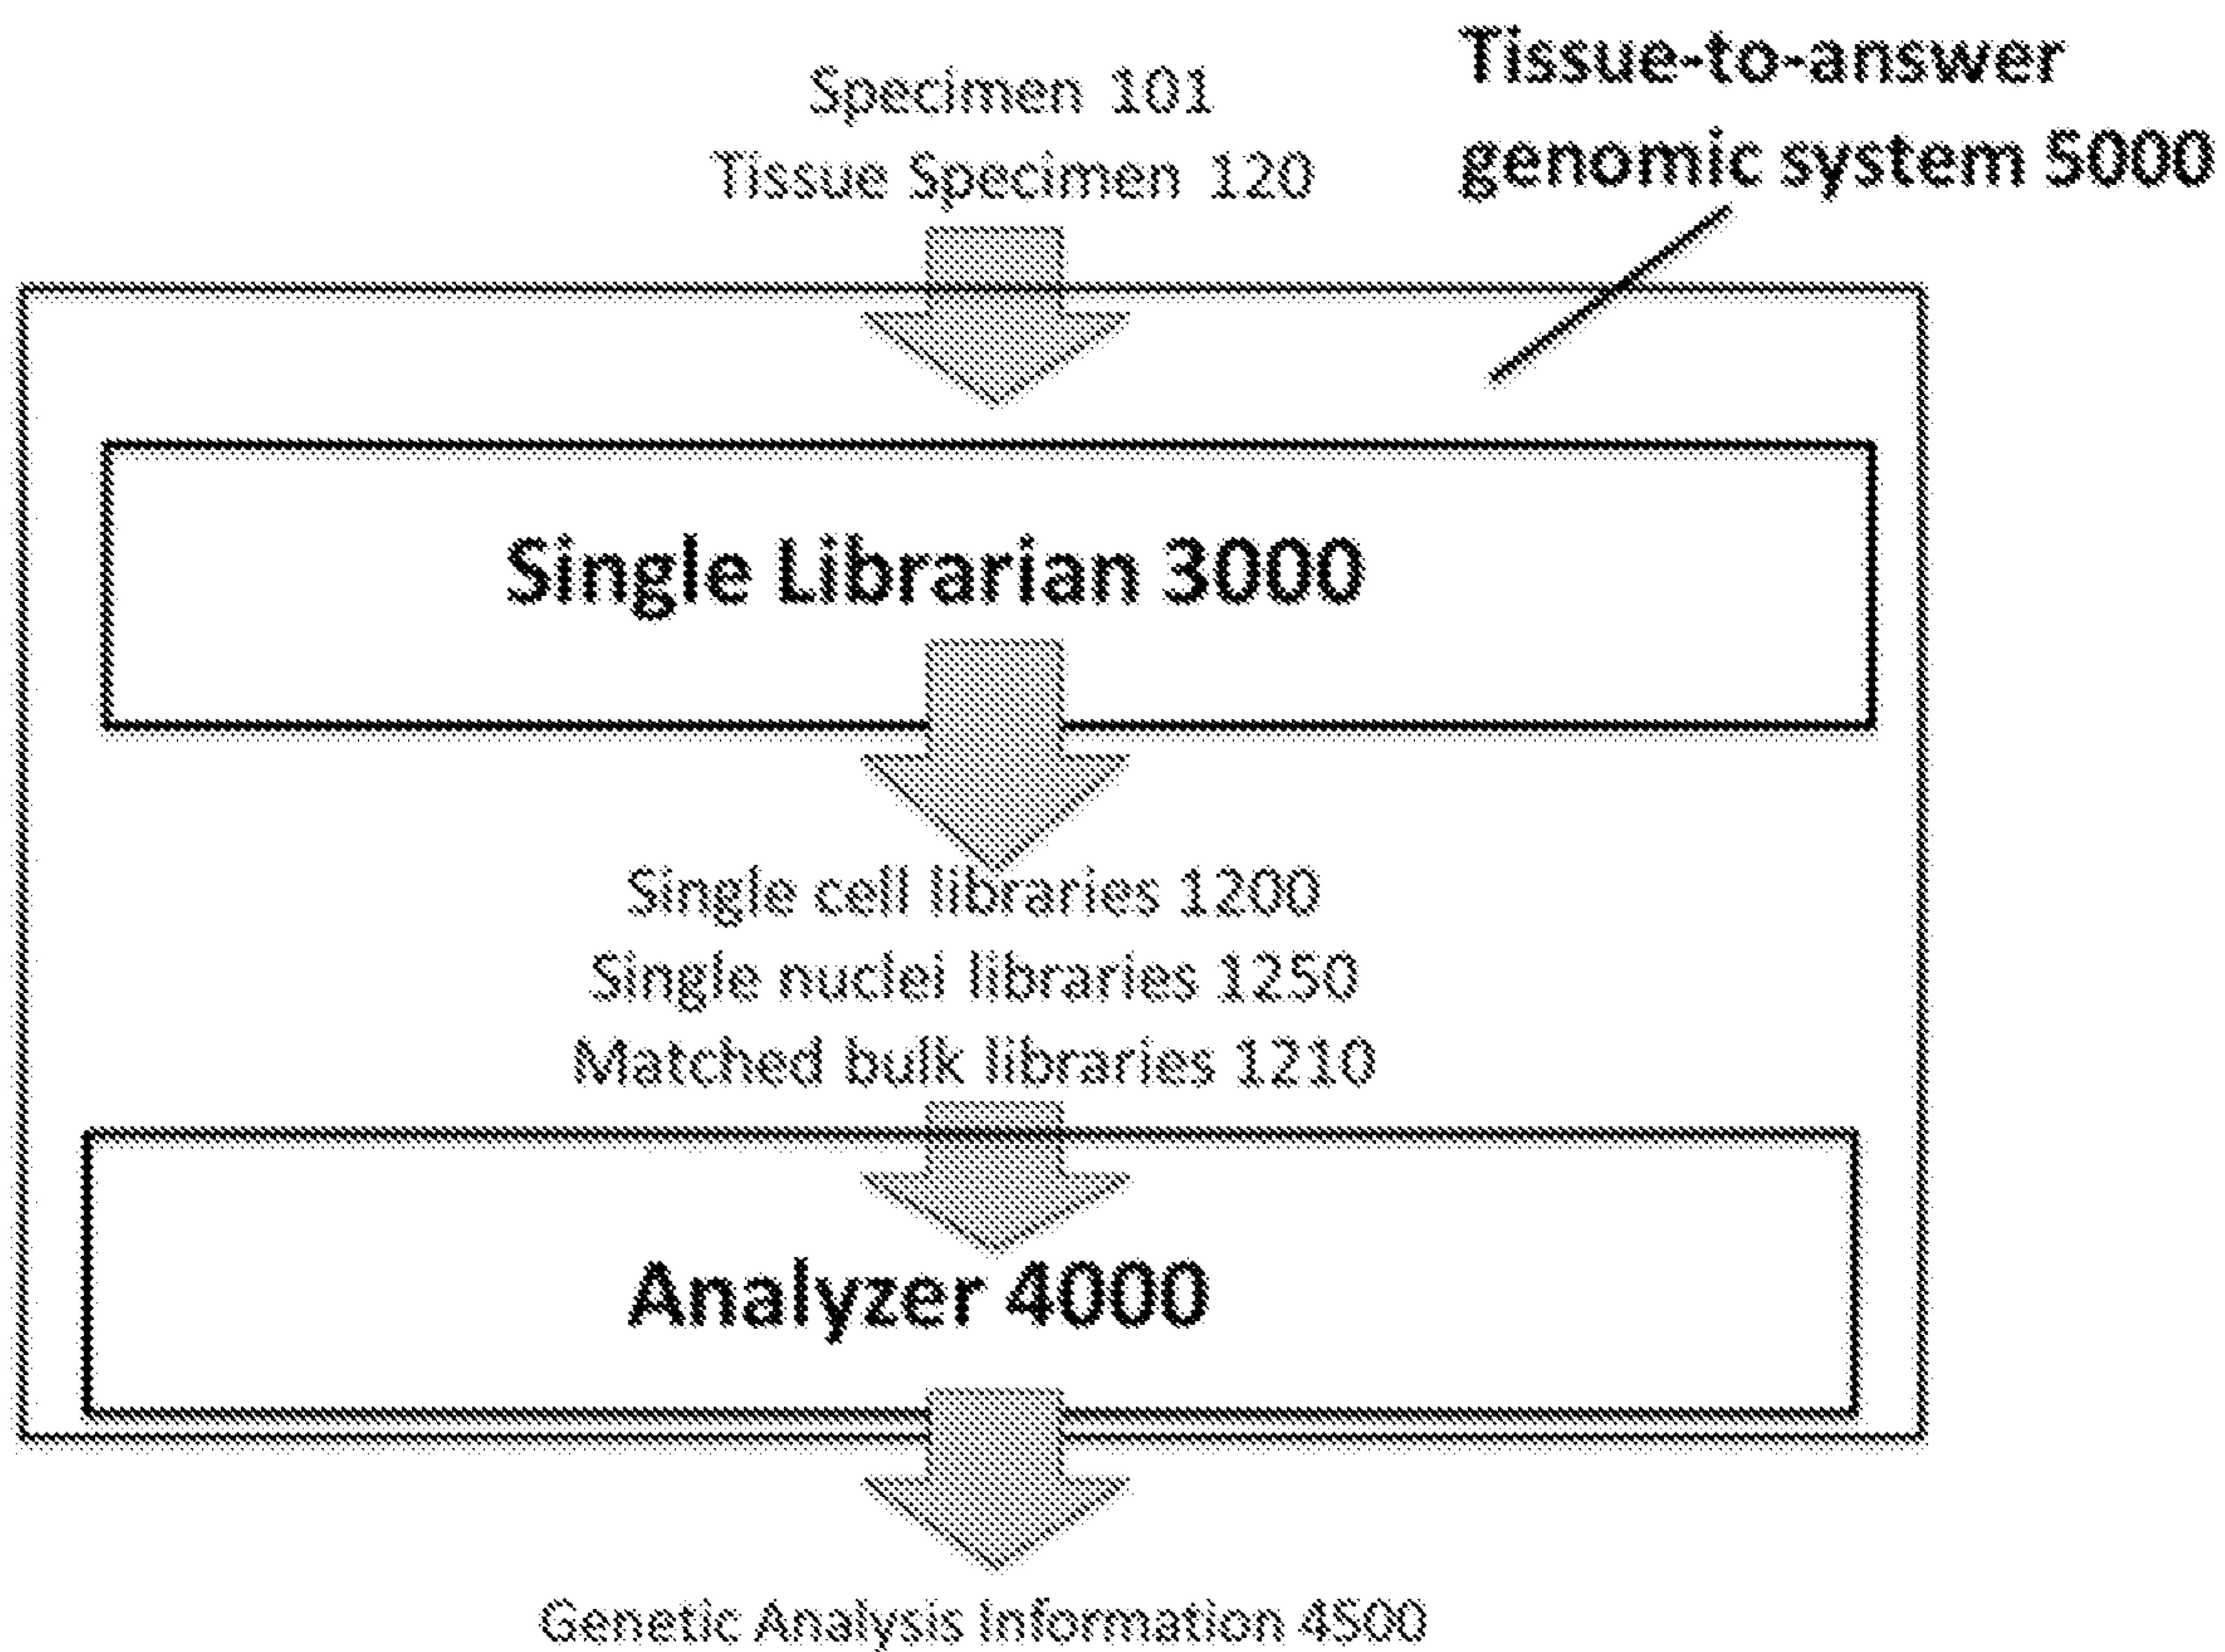 Specimen 101
Tissue Specimen 120
Tissue-to-answer
genomic system 5000
Single Librarian 3000
Single cell libraries 1200
Single nuclei libraries 1250
Matched bulk libraries 1210
Analyzer 4000
Genetic Analysis Information 4500